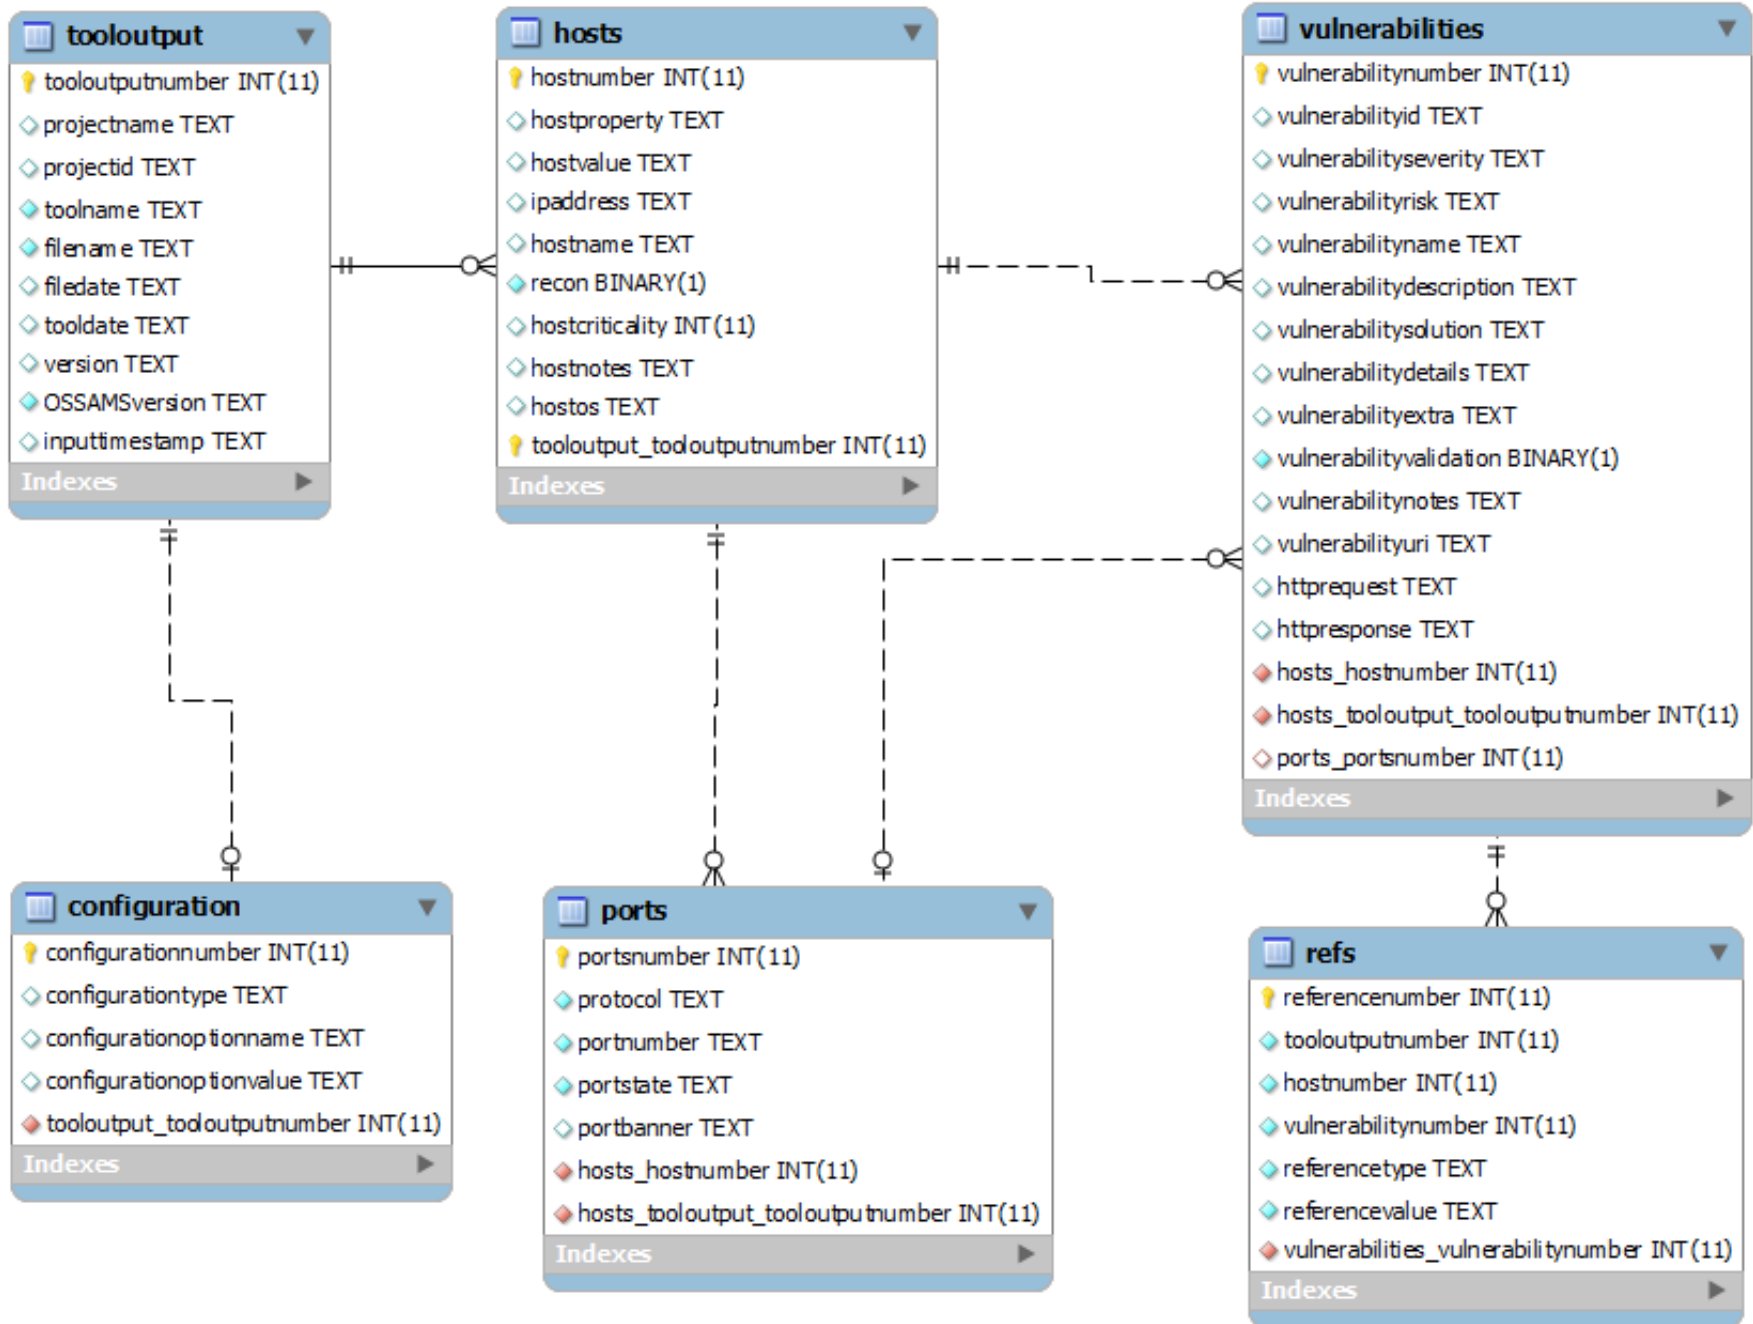 tooloutput
tooloutputnumber INT(11)
projectname TEXT
projectid TEXT
toolname TEXT
filename TEXT
filedate TEXT
tooldate TEXT
version TEXT
OSSAMSversion TEXT
inputtimestamp TEXT
Indexes
hosts
hostnumber INT(11)
hostproperty TEXT
hostvalue TEXT
ipaddress TEXT
hostname TEXT
recon BINARY(1)
hostcriticality INT(11)
hostnotes TEXT
hostos TEXT
tooloutput_tooloutputnumber INT(11)
Indexes
vulnerabilities
vulnerabilitynumber INT(11)
vulnerabilityid TEXT
vulnerabilityseverity TEXT
vulnerabilityrisk TEXT
vulnerabilityname TEXT
vulnerabilitydescription TEXT
vulnerabilitysolution TEXT
vulnerabilitydetails TEXT
vulnerabilityextra TEXT
vulnerabilityvalidation BINARY(1)
vulnerabilitynotes TEXT
vulnerabilityuri TEXT
httprequest TEXT
httpresponse TEXT
hosts_hostnumber INT(11)
hosts_tooloutput_tooloutputnumber INT(11)
ports_portsnumber INT(11)
Indexes
configuration
configurationnumber INT(11)
configurationtype TEXT
configurationoptionname TEXT
configurationoptionvalue TEXT
tooloutput_tooloutputnumber INT(11)
Indexes
ports
portsnumber INT(11)
protocol TEXT
portnumber TEXT
portstate TEXT
portbanner TEXT
hosts_hostnumber INT(11)
hosts_tooloutput_tooloutputnumber INT(11)
Indexes
refs
referencenumber INT(11)
tooloutputnumber INT(11)
hostnumber INT(11)
vulnerabilitynumber INT(11)
referencetype TEXT
referencevalue TEXT
vulnerabilities_vulnerabilitynumber INT(11)
Indexes